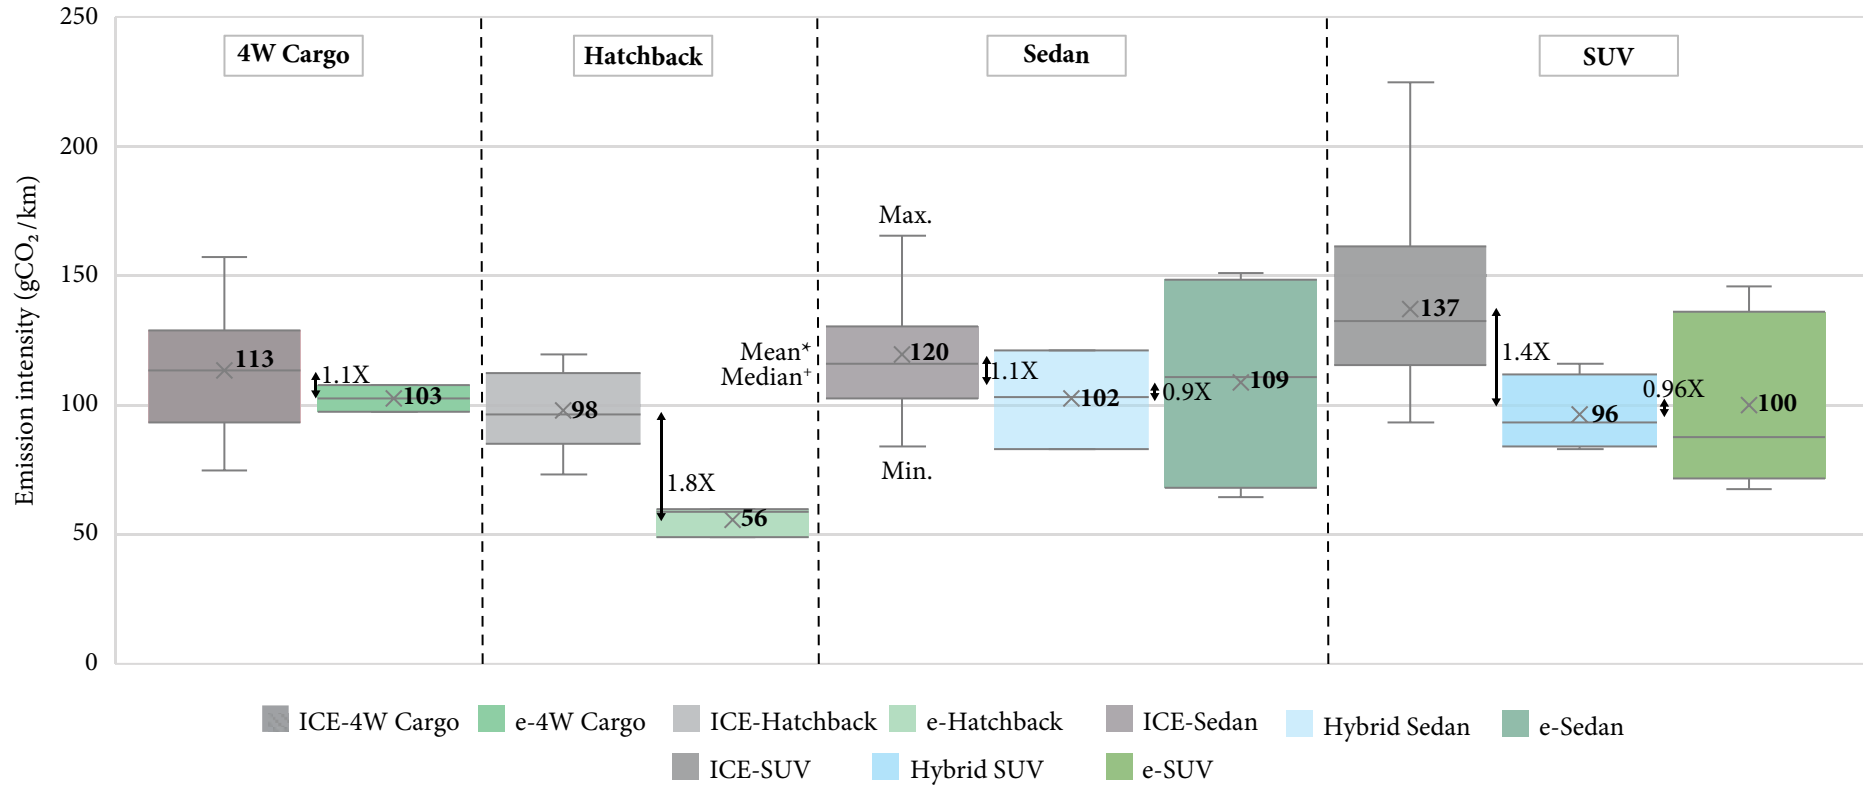 250
200
150
100
50
0
Emission intensity (gCO₂/km)
4W Cargo
Hatchback
Sedan
SUV
113
1.1X
103
98
1.8X
56
Max.
Mean*
Median⁺
Min.
120
1.1X
102
0.9X
109
137
1.4X
96
0.96X
100
ICE-4W Cargo
e-4W Cargo
ICE-Hatchback
e-Hatchback
ICE-Sedan
Hybrid Sedan
e-Sedan
ICE-SUV
Hybrid SUV
e-SUV